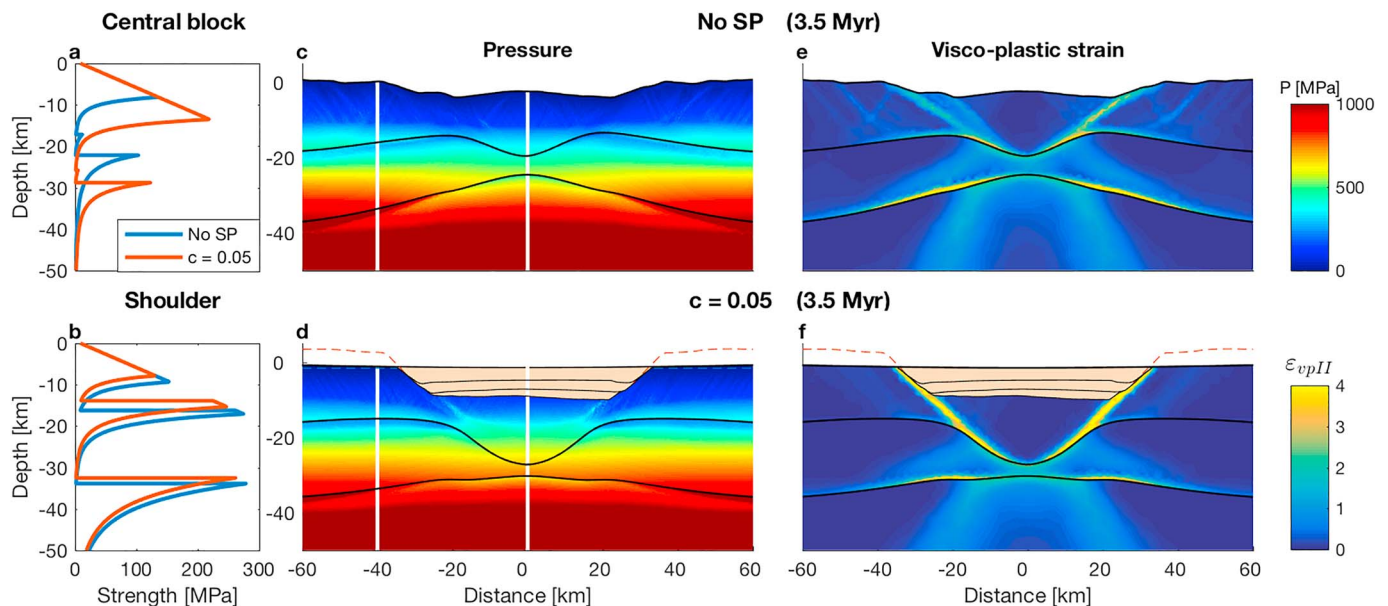 Central block
No SP (3.5 Myr)
a
c
Pressure
e
Visco-plastic strain
0
-10
-20
-30
-40
-50
Depth [km]
No SP
c = 0.05
0
-20
-40
P [MPa]
1000
500
0
Shoulder
c = 0.05 (3.5 Myr)
b
d
f
0
-10
-20
-30
-40
-50
Depth [km]
0 100 200 300
Strength [MPa]
0
-20
-40
-60 -40 -20 0 20 40 60
Distance [km]
-60 -40 -20 0 20 40 60
Distance [km]
εvpII
4
3
2
1
0